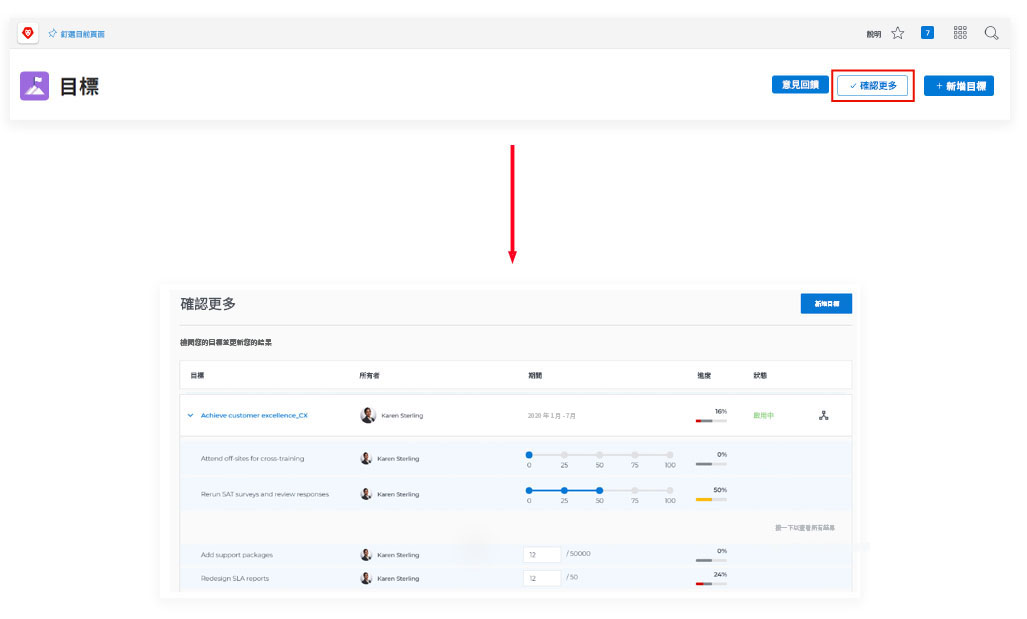 釘選目前頁面
說明
7
目標
意見回饋
確認更多
+ 新增目標
確認更多
新增目標
檢閱您的目標並更新您的結果
目標 所有者 期間 進度 狀態
Achieve customer excellence_CX Karen Sterling 2020 年 1月 - 7月 16% 啟用中
Attend off-sites for cross-training Karen Sterling 0 25 50 75 100 0%
Rerun SAT surveys and review responses Karen Sterling 0 25 50 75 100 50%
按一下以查看所有結果
Add support packages Karen Sterling 12 /50000 0%
Redesign SLA reports Karen Sterling 12 /50 24%